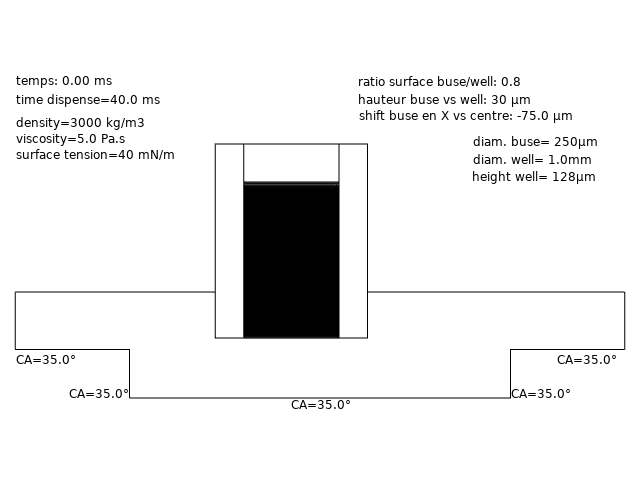 temps: 0.00 ms
time dispense=40.0 ms
density=3000 kg/m3
viscosity=5.0 Pa.s
surface tension=40 mN/m
ratio surface buse/well: 0.8
hauteur buse vs well: 30 µm
shift buse en X vs centre: -75.0 µm
diam. buse= 250µm
diam. well= 1.0mm
height well= 128µm
CA=35.0°
CA=35.0°
CA=35.0°
CA=35.0°
CA=35.0°